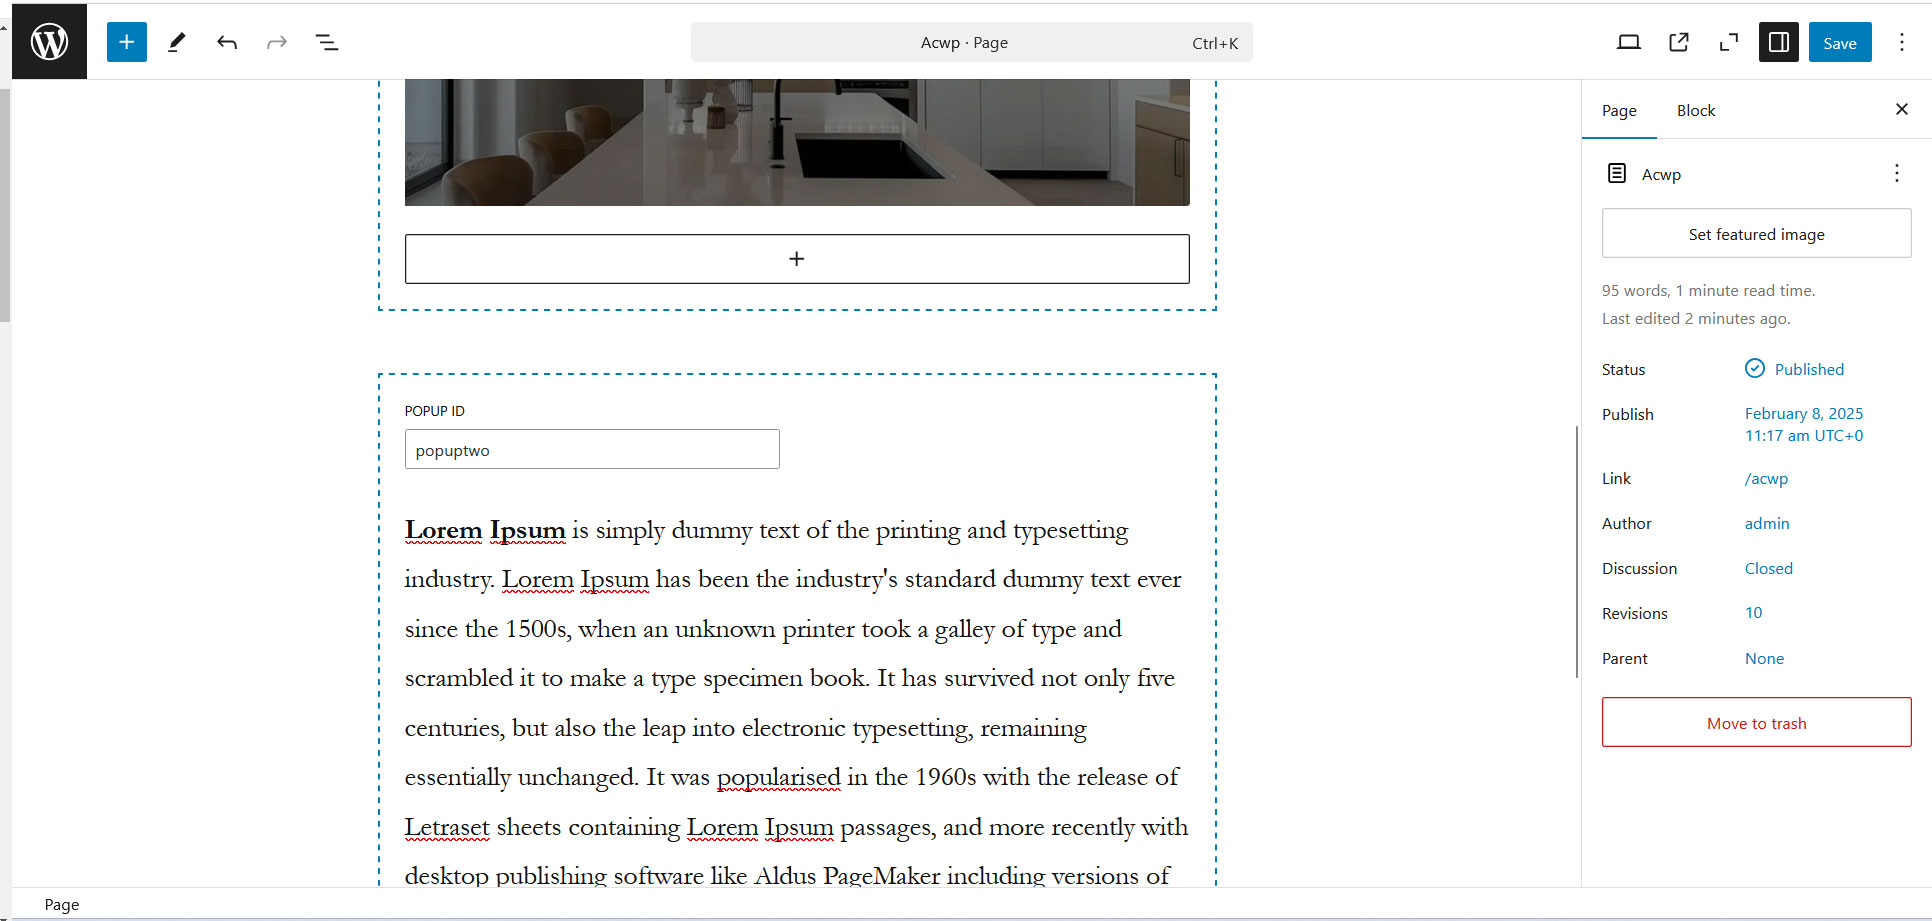 Acwp · Page
Ctrl+K
Save
Page
Block
Acwp
Set featured image
95 words, 1 minute read time.
Last edited 2 minutes ago.
Status
Published
Publish
February 8, 2025
11:17 am UTC+0
Link
/acwp
Author
admin
Discussion
Closed
Revisions
10
Parent
None
Move to trash
POPUP ID
popuptwo
Lorem Ipsum is simply dummy text of the printing and typesetting
industry. Lorem Ipsum has been the industry's standard dummy text ever
since the 1500s, when an unknown printer took a galley of type and
scrambled it to make a type specimen book. It has survived not only five
centuries, but also the leap into electronic typesetting, remaining
essentially unchanged. It was popularised in the 1960s with the release of
Letraset sheets containing Lorem Ipsum passages, and more recently with
desktop publishing software like Aldus PageMaker including versions of
Page